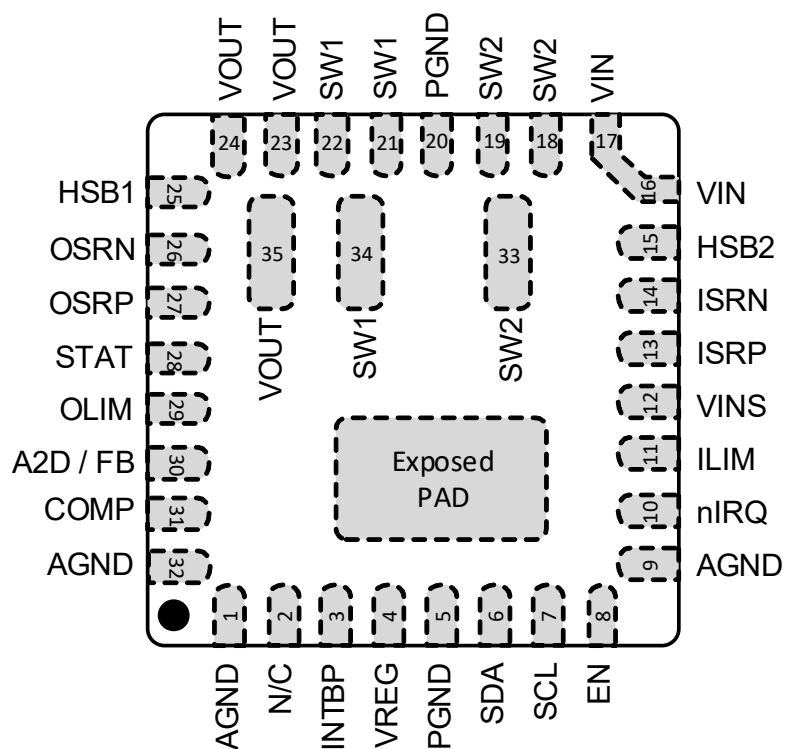 VOUT
VOUT
SW1
SW1
PGND
SW2
SW2
VIN
24
23
22
21
20
19
18
17
HSB1
25
16
VIN
OSRN
26
15
HSB2
OSRP
27
14
ISRN
STAT
28
13
ISRP
OLIM
29
12
VINS
A2D / FB
30
11
ILIM
COMP
31
10
nIRQ
AGND
32
9
AGND
35
34
33
VOUT
SW1
SW2
Exposed
PAD
1
2
3
4
5
6
7
8
AGND
N/C
INTBP
VREG
PGND
SDA
SCL
EN